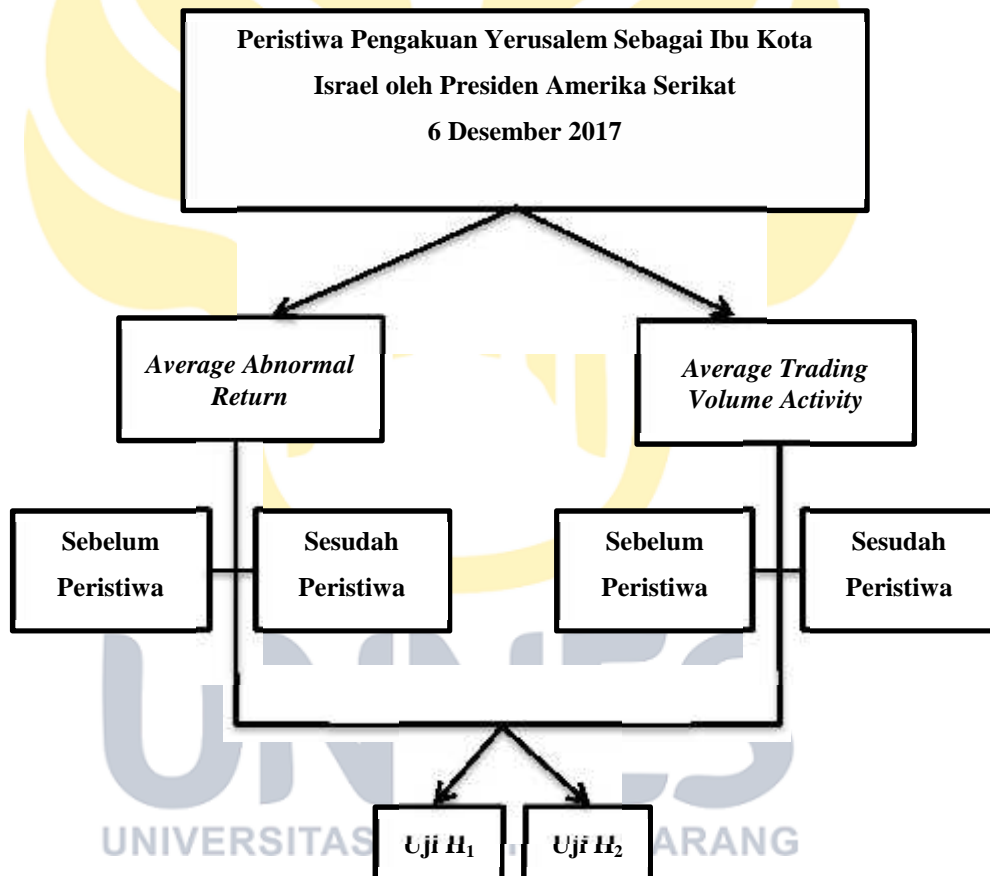 Peristiwa Pengakuan Yerusalem Sebagai Ibu Kota
Israel oleh Presiden Amerika Serikat
6 Desember 2017
Average Abnormal
Return
Average Trading
Volume Activity
Sebelum
Peristiwa
Sesudah
Peristiwa
Sebelum
Peristiwa
Sesudah
Peristiwa
UNNES
Uji H₁
Uji H₂
UNIVERSITAS ARANG